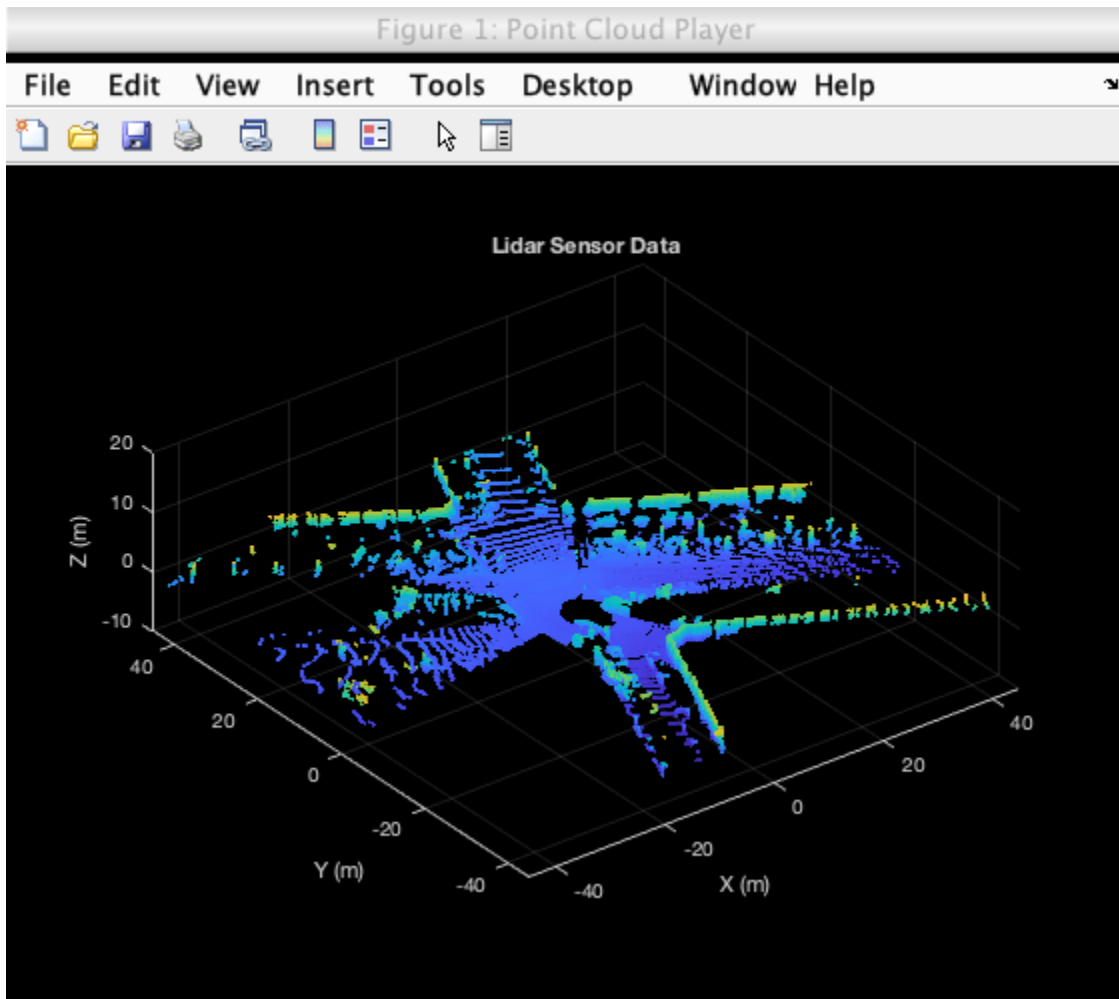 Figure 1: Point Cloud Player
File Edit View Insert Tools Desktop Window Help
Lidar Sensor Data
20
10
0
-10
Z (m)
40
20
0
-20
-40
Y (m)
-40
-20
0
20
40
X (m)